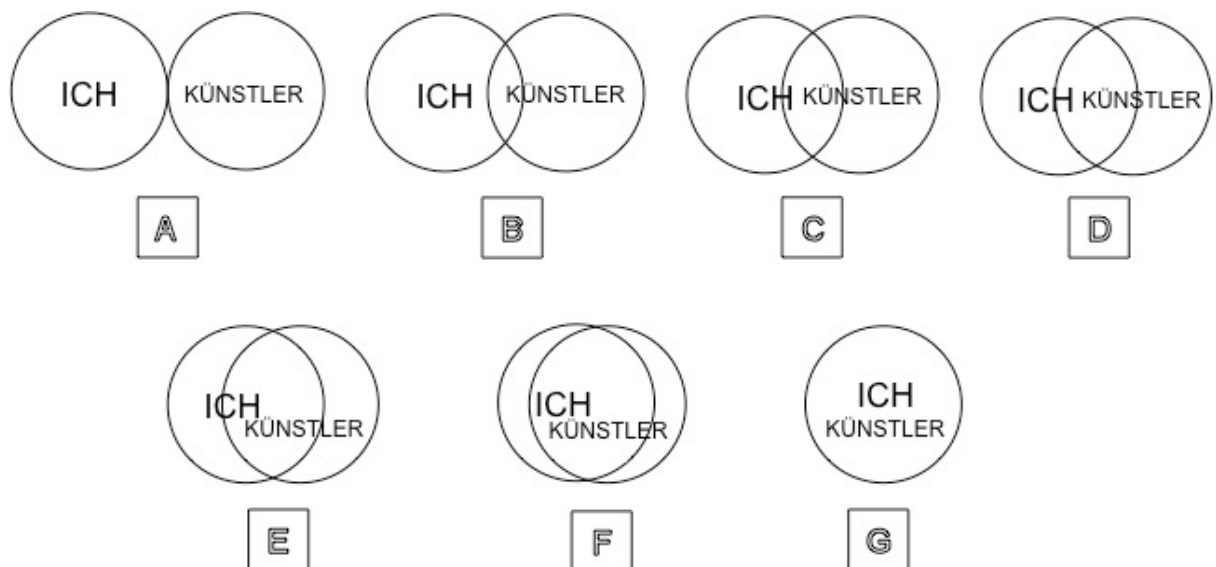 ICH KÜNSTLER ICH KÜNSTLER ICH KÜNSTLER ICH KÜNSTLER
A B C D
ICH KÜNSTLER ICH KÜNSTLER ICH
KÜNSTLER
E F G